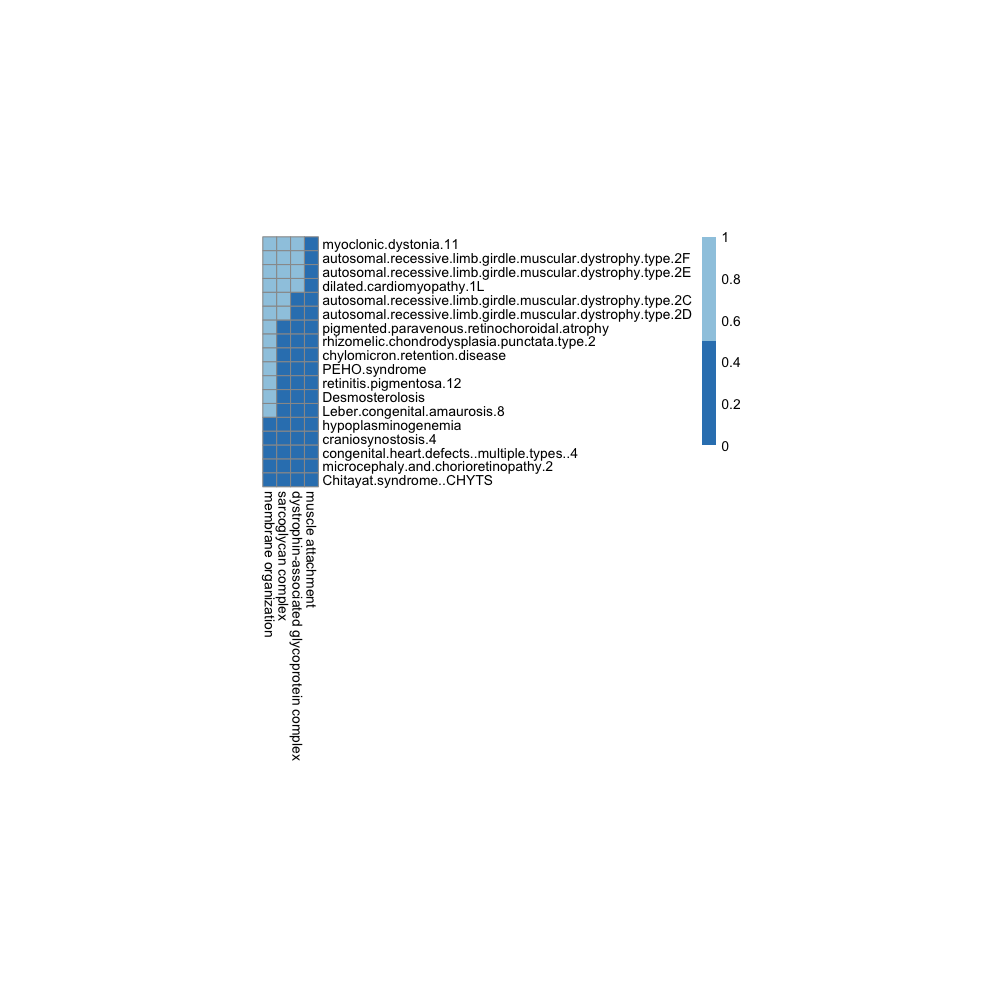 myoclonic.dystonia.11
autosomal.recessive.limb.girdle.muscular.dystrophy.type.2F
autosomal.recessive.limb.girdle.muscular.dystrophy.type.2E
dilated.cardiomyopathy.1L
autosomal.recessive.limb.girdle.muscular.dystrophy.type.2C
autosomal.recessive.limb.girdle.muscular.dystrophy.type.2D
pigmented.paravenous.retinochoroidal.atrophy
rhizomelic.chondrodysplasia.punctata.type.2
chylomicron.retention.disease
PEHO.syndrome
retinitis.pigmentosa.12
Desmosterolosis
Leber.congenital.amaurosis.8
hypoplasminogenemia
craniosynostosis.4
congenital.heart.defects..multiple.types..4
microcephaly.and.chorioretinopathy.2
Chitayat.syndrome..CHYTS
membrane organization
sarcoglycan complex
dystrophin-associated glycoprotein complex
muscle attachment
1
0.8
0.6
0.4
0.2
0